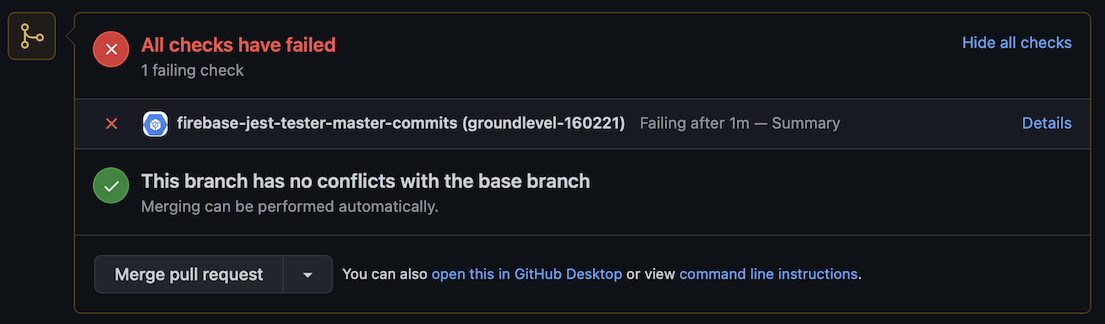 All checks have failed
Hide all checks
1 failing check
firebase-jest-tester-master-commits (groundlevel-160221) Failing after 1m — Summary
Details
This branch has no conflicts with the base branch
Merging can be performed automatically.
Merge pull request
You can also open this in GitHub Desktop or view command line instructions.